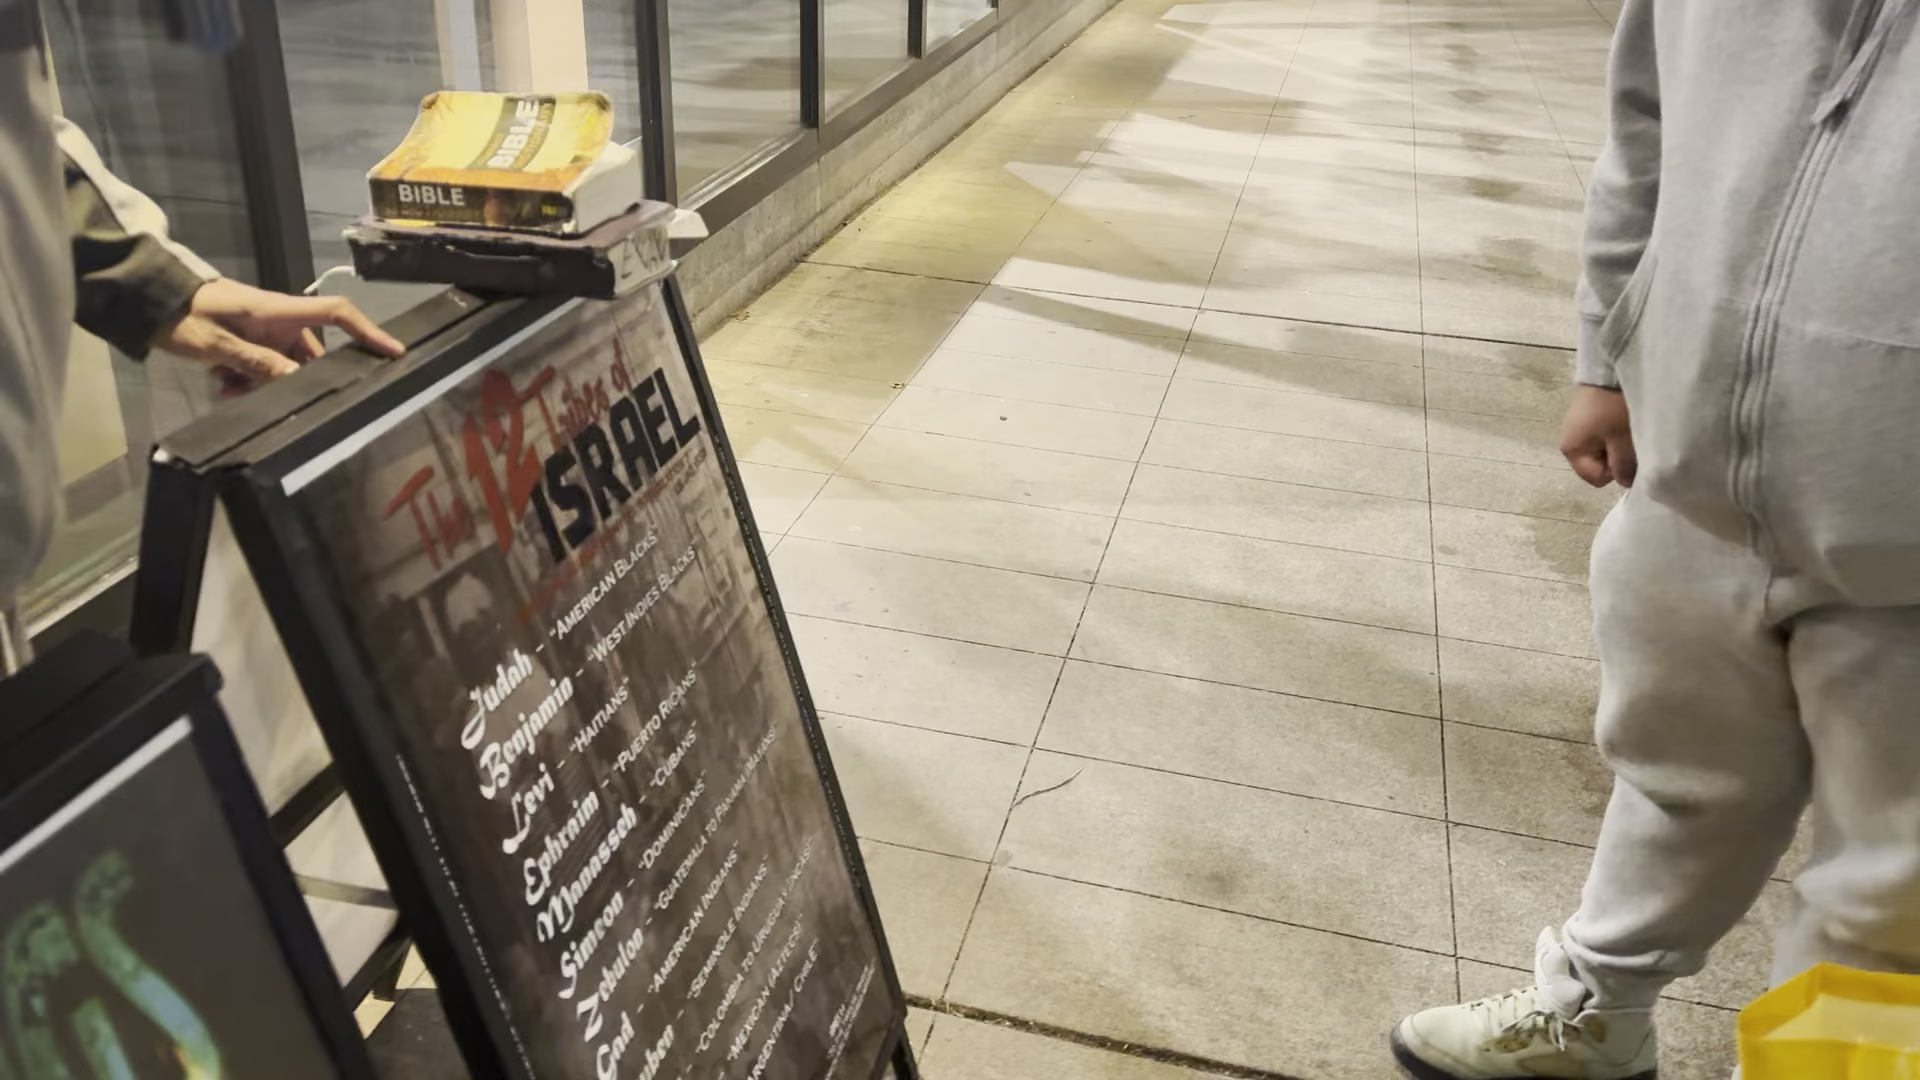 BIBLE
BIBLE
The 12 Tribes of
ISRAEL
Judah - "AMERICAN BLACKS"
Benjamin - "WEST INDIES BLACKS"
Levi - "HAITIANS"
Ephraim - "PUERTO RICANS"
Manasseh - "CUBANS"
Simeon - "DOMINICANS"
Zebulon - "GUATEMALA TO PANAMA (MAYANS)"
Gad - "AMERICAN INDIANS"
uben - "SEMINOLE INDIANS"
"COLOMBIA TO URUGUAY (INCAS)"
"MEXICAN (AZTECS)"
ARGENTINA / CHILE"